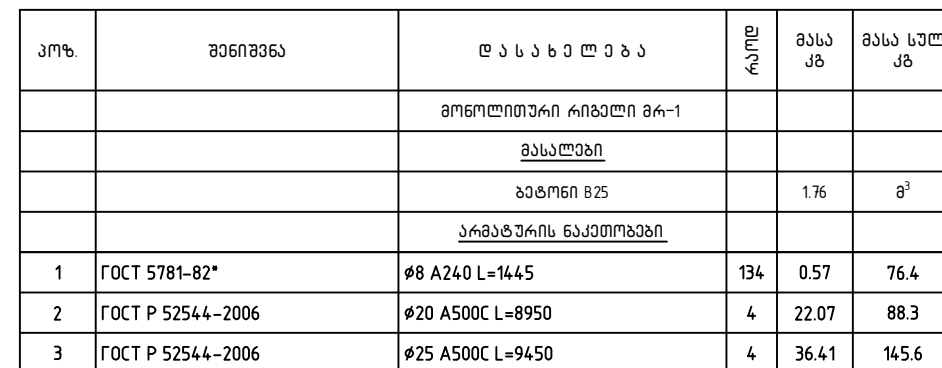 პოზ. შენიშვნა დ ა ს ა ხ ე ლ ე ბ ა რაოდ მასა კგ მასა სულ კგ
მონოლითური რიგელი მრ-1
მასალები
ბეტონი B25 1.76 მ³
არმატურის ნაკეთობები
1 ГОСТ 5781-82* ø8 A240 L=1445 134 0.57 76.4
2 ГОСТ Р 52544-2006 ø20 A500C L=8950 4 22.07 88.3
3 ГОСТ Р 52544-2006 ø25 A500C L=9450 4 36.41 145.6